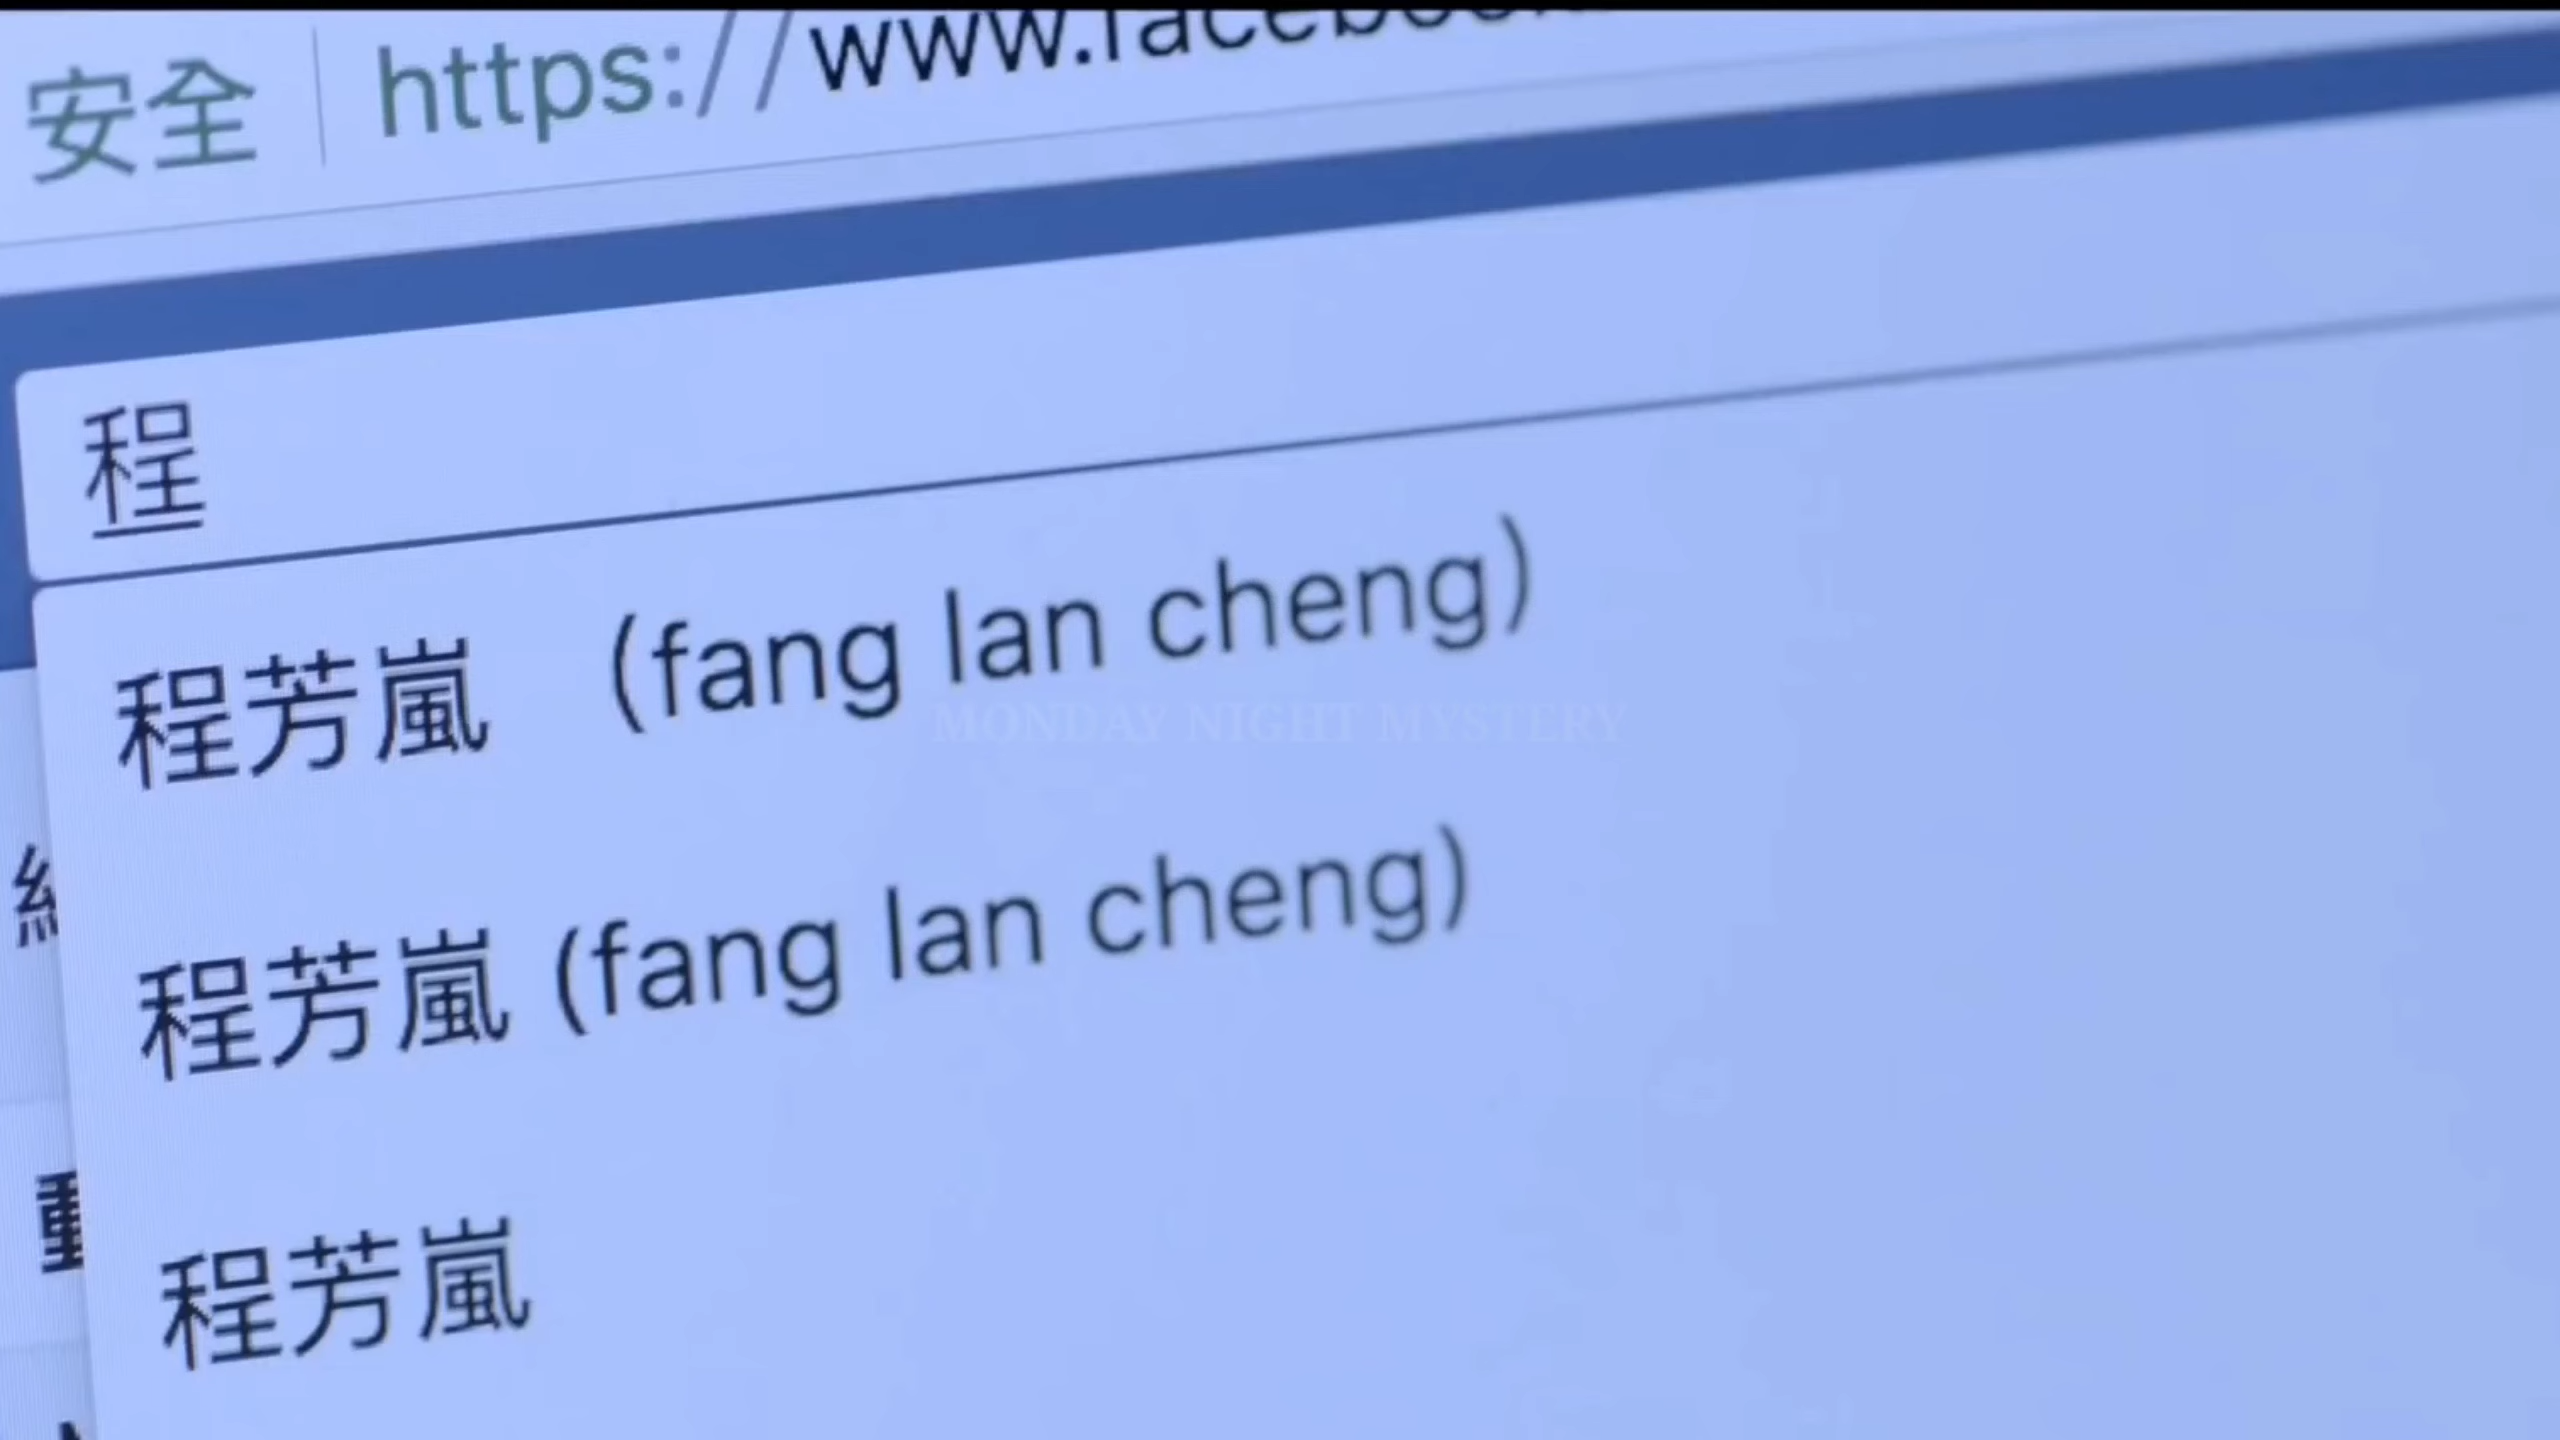 安全 https://www.facebook
程
程芳嵐 (fang lan cheng)
MONDAY NIGHT MYSTERY
程芳嵐 (fang lan cheng)
程芳嵐